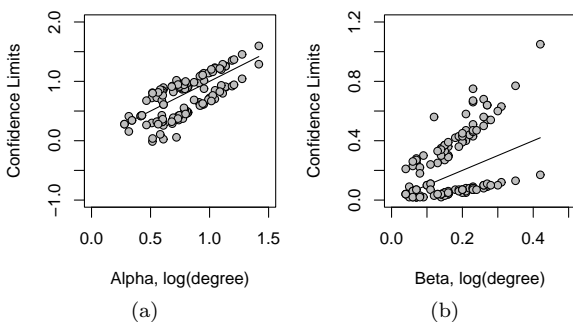 2.0
1.0
0.0
−1.0
Confidence Limits
0.0 0.5 1.0 1.5
Alpha, log(degree)
(a)
1.2
0.8
0.4
0.0
Confidence Limits
0.0 0.2 0.4
Beta, log(degree)
(b)